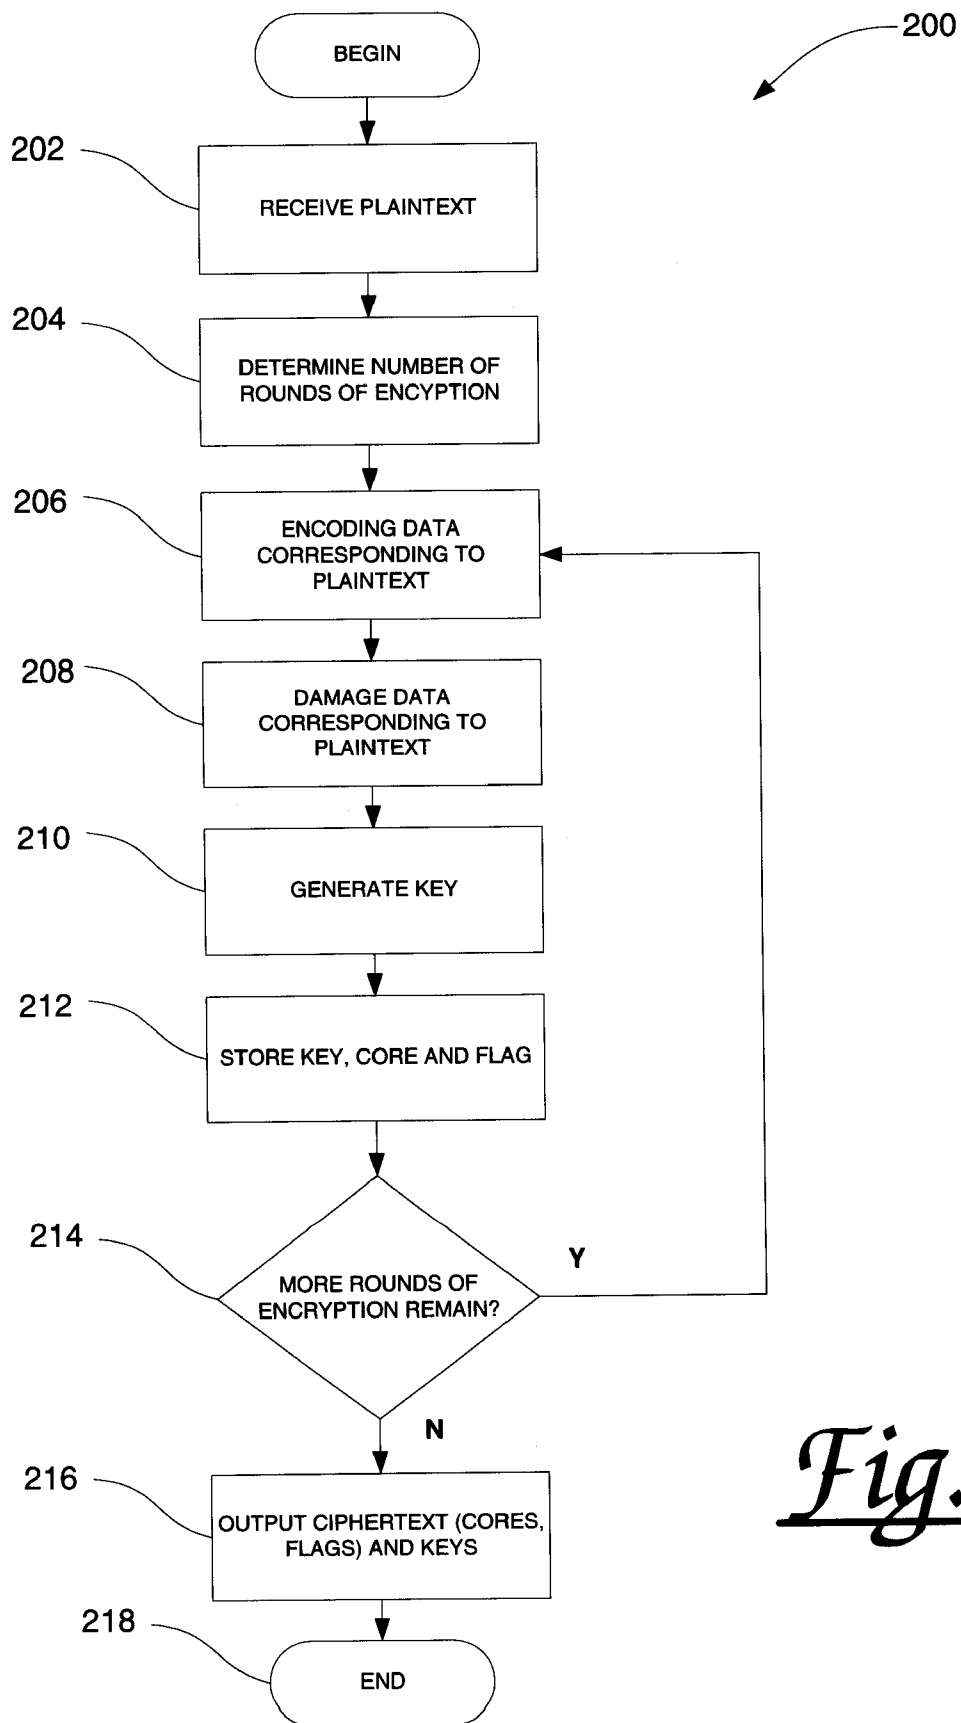 BEGIN
200
202
RECEIVE PLAINTEXT
204
DETERMINE NUMBER OF
ROUNDS OF ENCYPTION
206
ENCODING DATA
CORRESPONDING TO
PLAINTEXT
208
DAMAGE DATA
CORRESPONDING TO
PLAINTEXT
210
GENERATE KEY
212
STORE KEY, CORE AND FLAG
214
MORE ROUNDS OF
ENCRYPTION REMAIN?
Y
N
216
OUTPUT CIPHERTEXT (CORES,
FLAGS) AND KEYS
218
END
Fig.